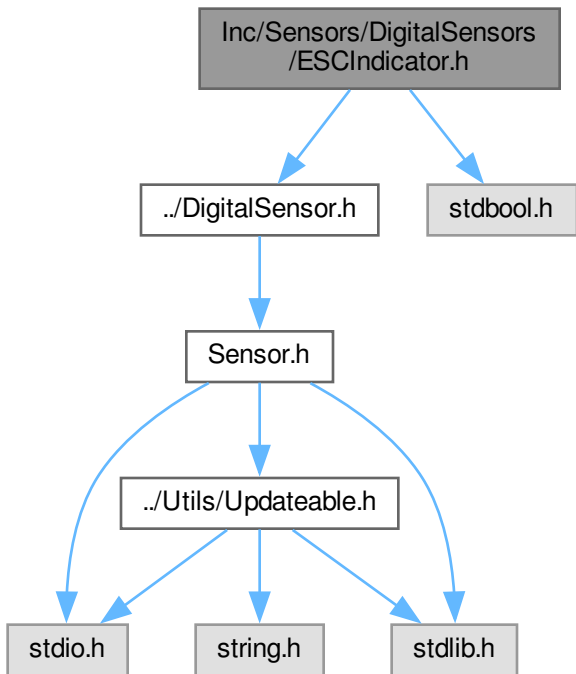 Inc/Sensors/DigitalSensors
/ESCIndicator.h
../DigitalSensor.h
stdbool.h
Sensor.h
../Utils/Updateable.h
stdio.h
string.h
stdlib.h